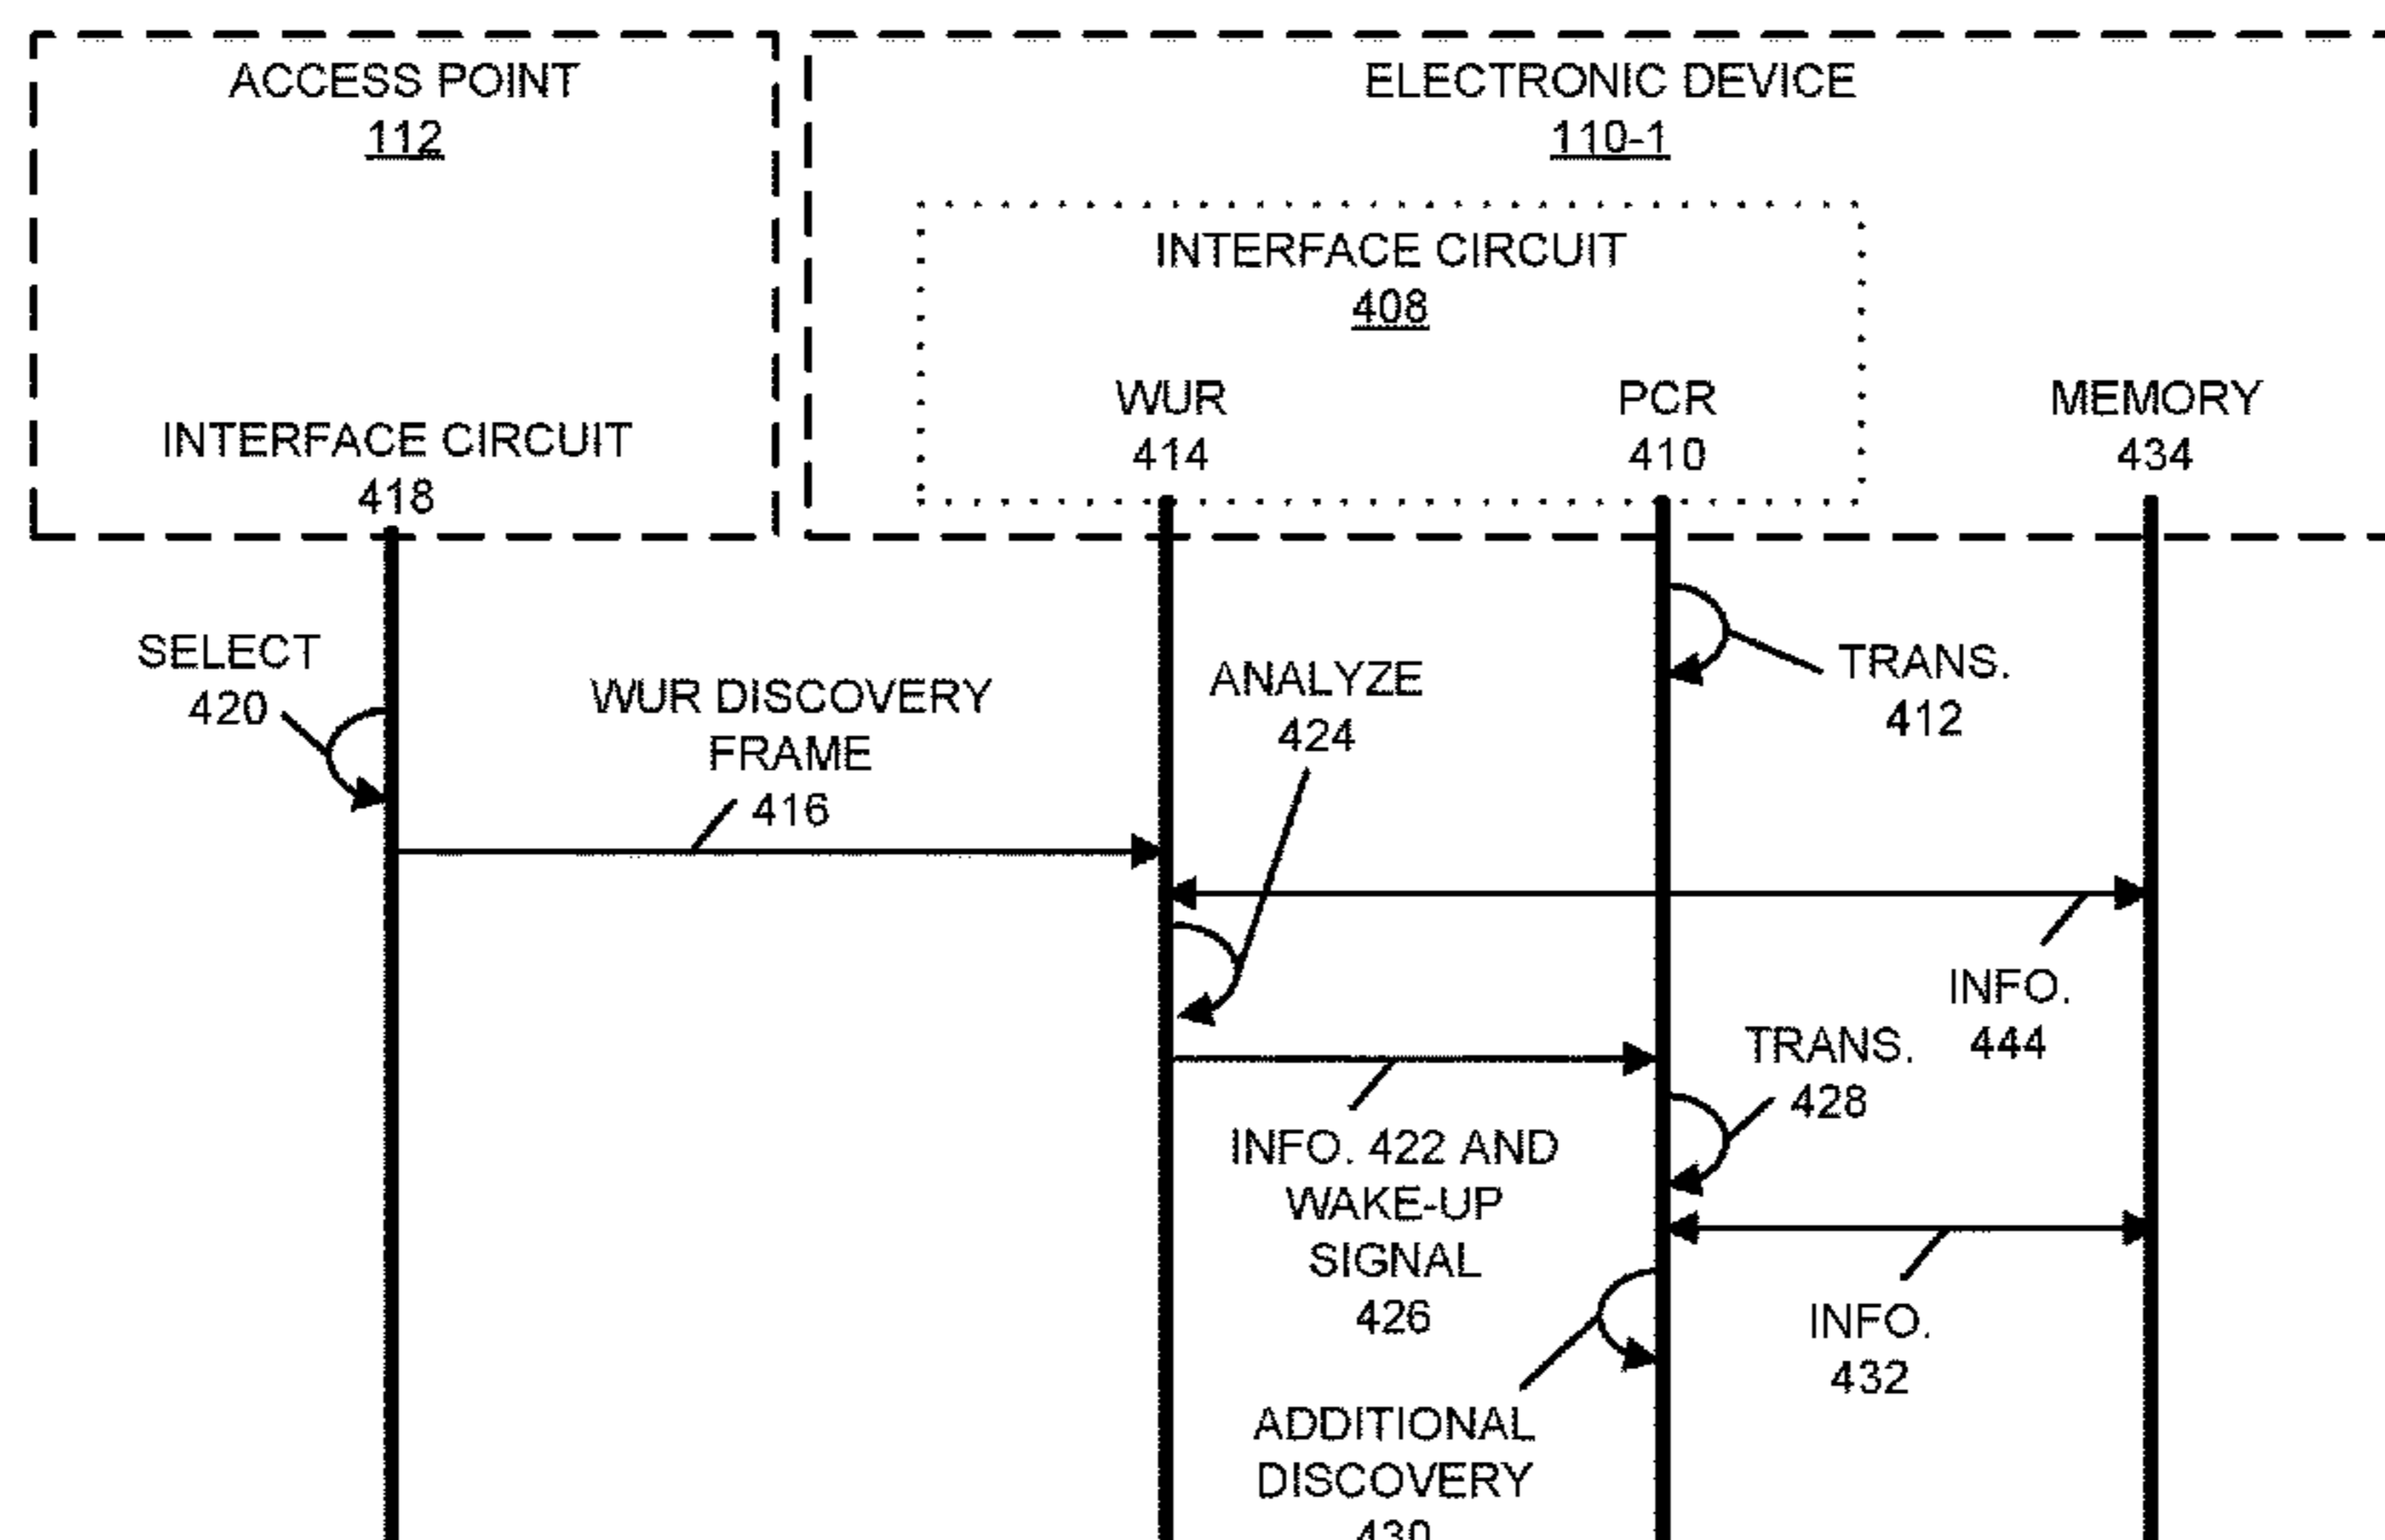 ACCESS POINT
112
INTERFACE CIRCUIT
418
ELECTRONIC DEVICE
110-1
INTERFACE CIRCUIT
408
WUR
414
PCR
410
MEMORY
434
SELECT
420
WUR DISCOVERY
FRAME
416
ANALYZE
424
TRANS.
412
INFO.
444
INFO. 422 AND
WAKE-UP
SIGNAL
426
TRANS.
428
INFO.
432
ADDITIONAL
DISCOVERY
430